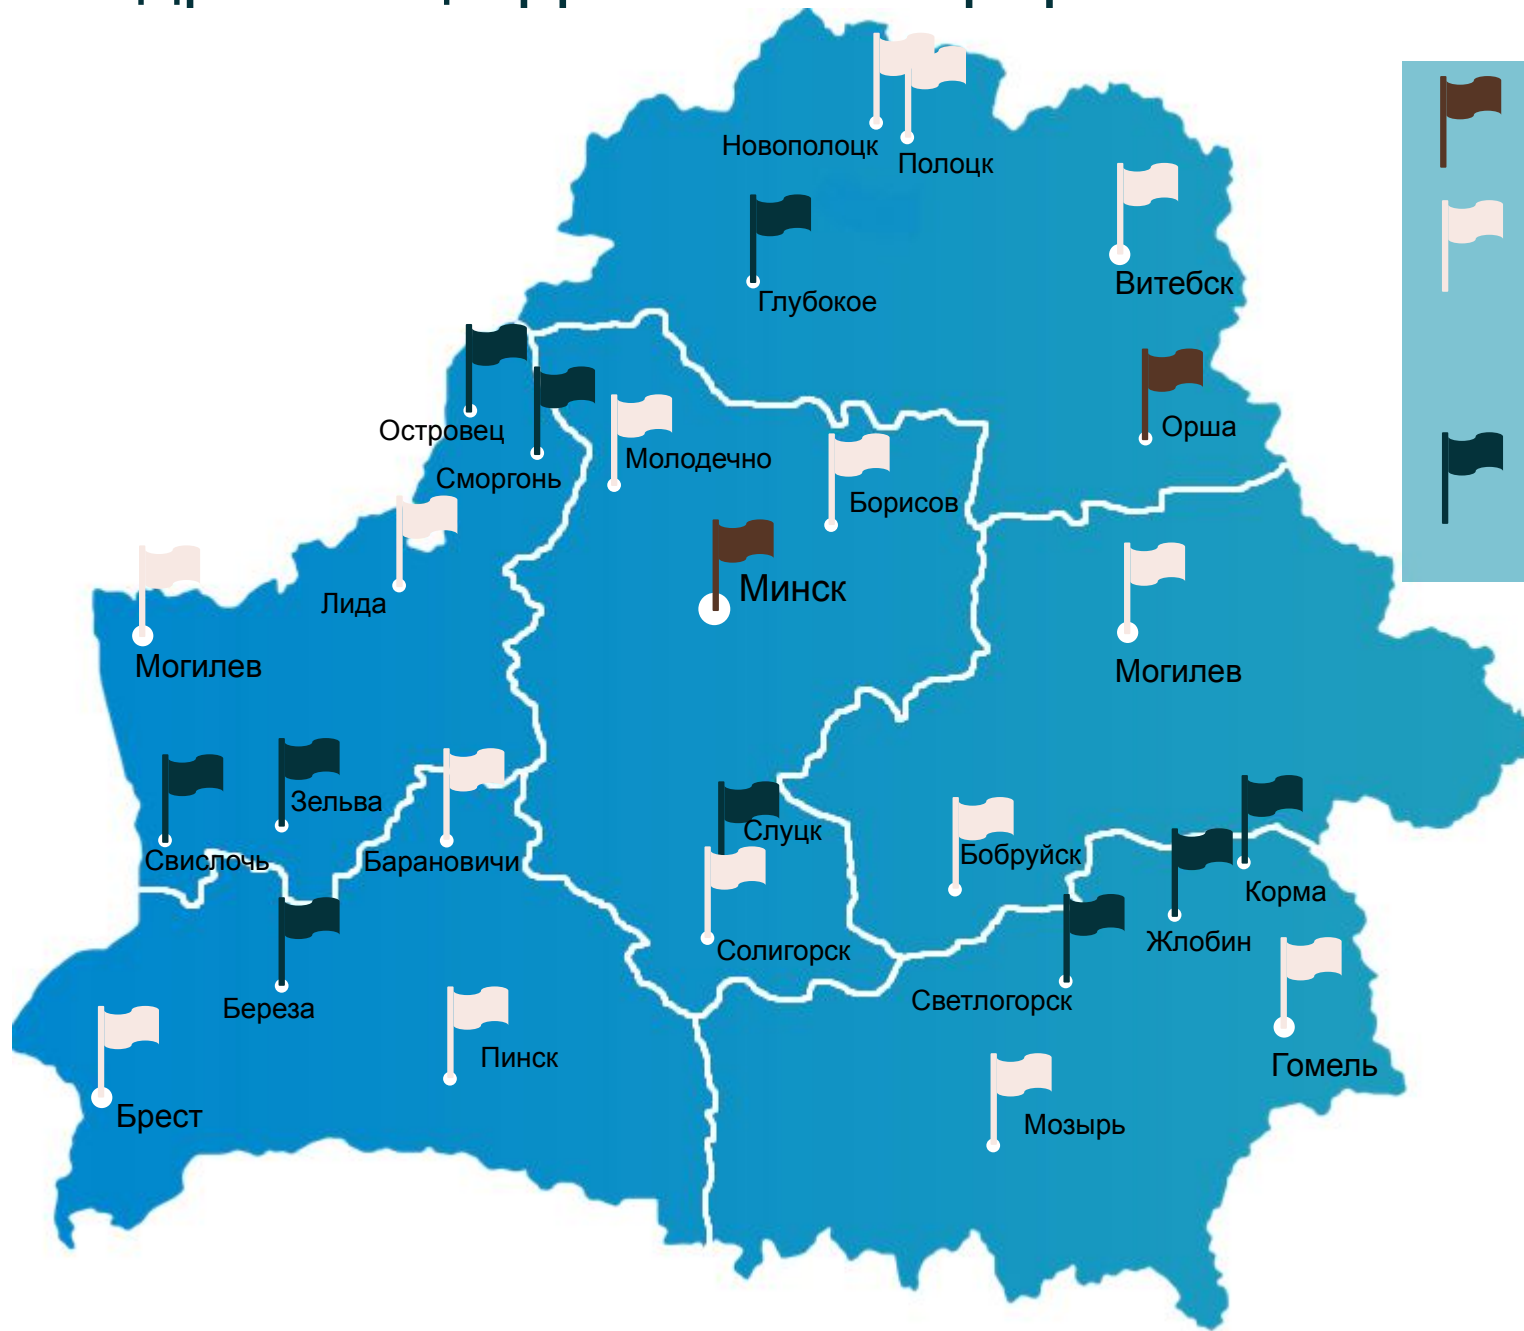 Новополоцк
Полоцк
Витебск
Глубокое
Орша
Островец
Сморгонь
Молодечно
Борисов
Лида
Минск
Могилев
Могилев
Зельва
Слуцк
Свислочь
Барановичи
Бобруйск
Корма
Жлобин
Солигорск
Светлогорск
Береза
Пинск
Гомель
Брест
Мозырь